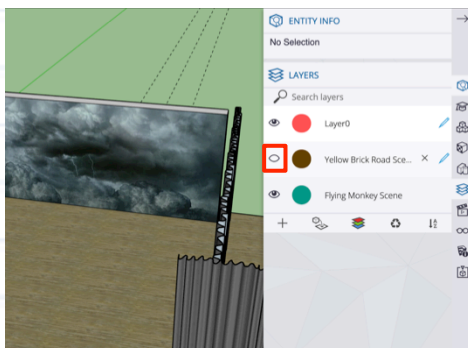 ENTITY INFO
No Selection
LAYERS
Search layers
Layer0
Yellow Brick Road Sce...
Flying Monkey Scene